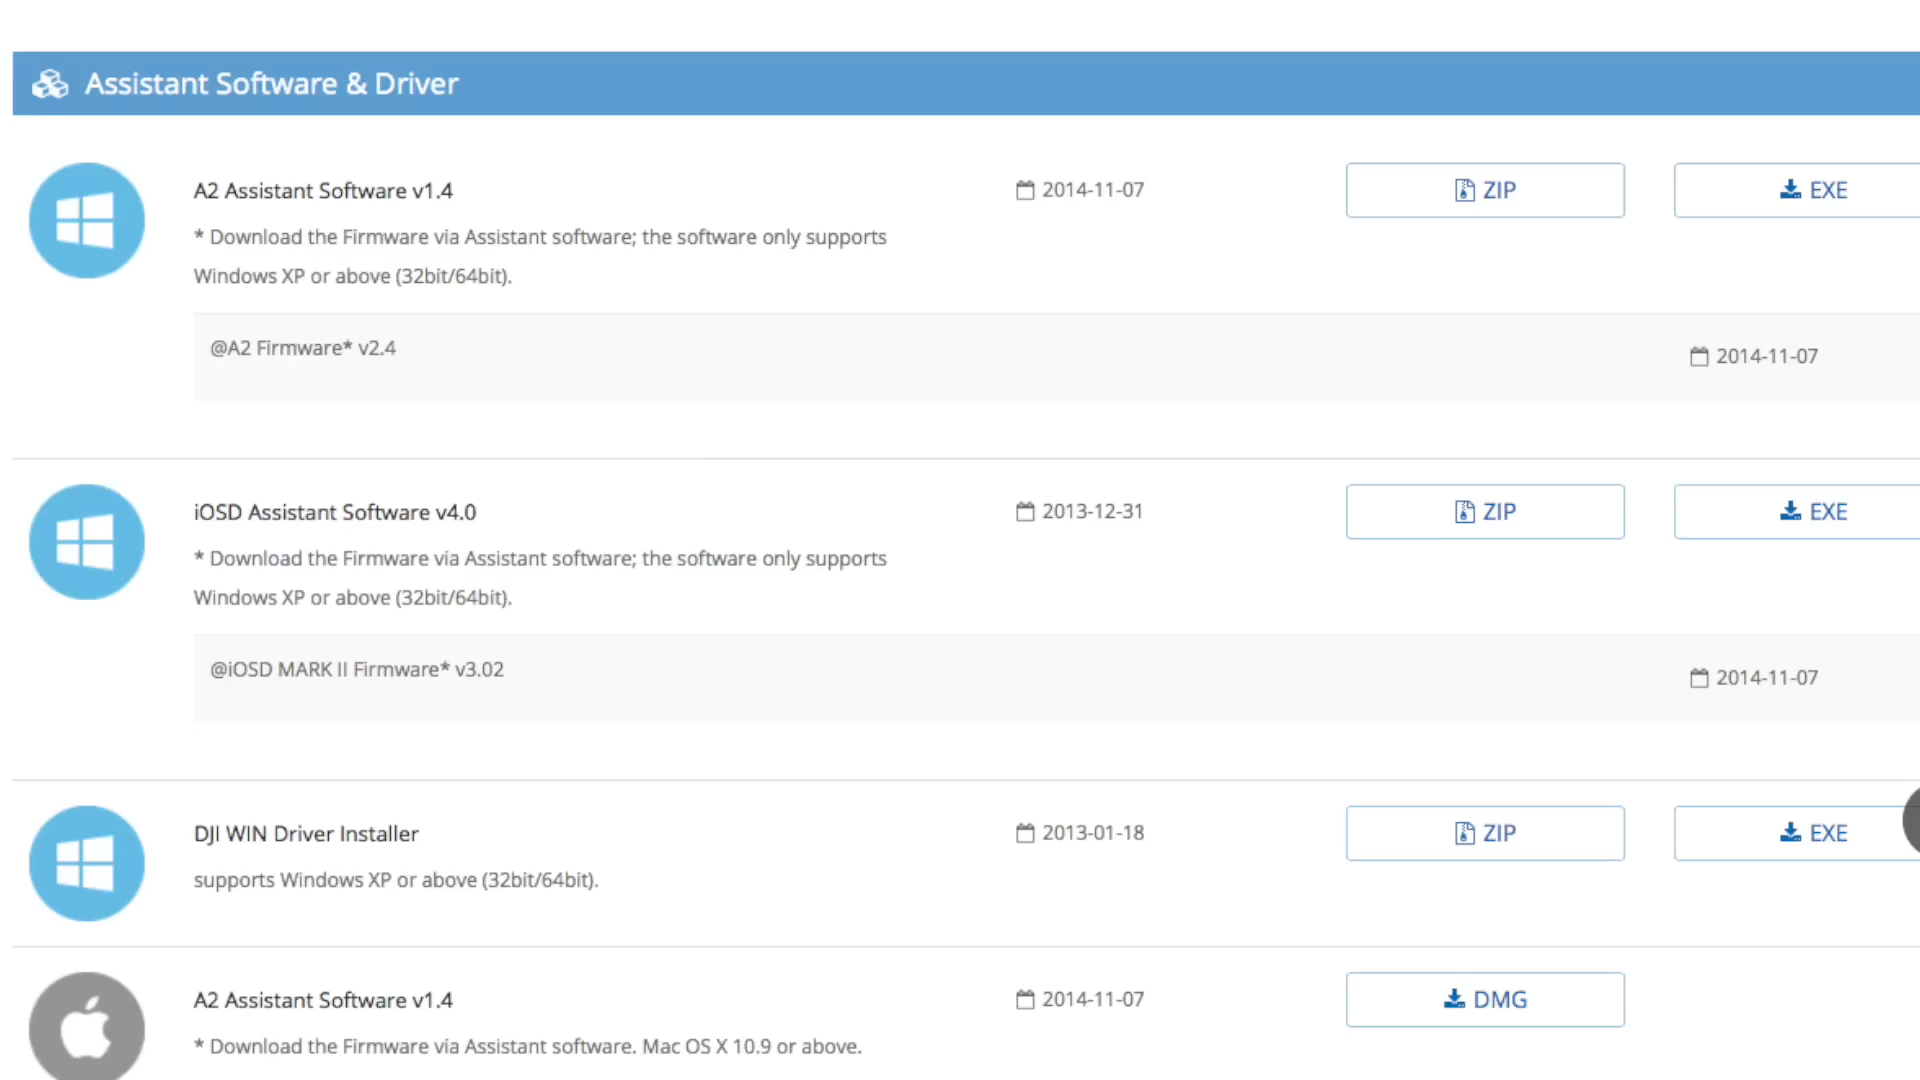 Assistant Software & Driver
A2 Assistant Software v1.4
2014-11-07
ZIP
EXE
* Download the Firmware via Assistant software; the software only supports
Windows XP or above (32bit/64bit).
@A2 Firmware* v2.4
2014-11-07
iOSD Assistant Software v4.0
2013-12-31
ZIP
EXE
* Download the Firmware via Assistant software; the software only supports
Windows XP or above (32bit/64bit).
@iOSD MARK II Firmware* v3.02
2014-11-07
DJI WIN Driver Installer
2013-01-18
ZIP
EXE
supports Windows XP or above (32bit/64bit).
A2 Assistant Software v1.4
2014-11-07
DMG
* Download the Firmware via Assistant software. Mac OS X 10.9 or above.